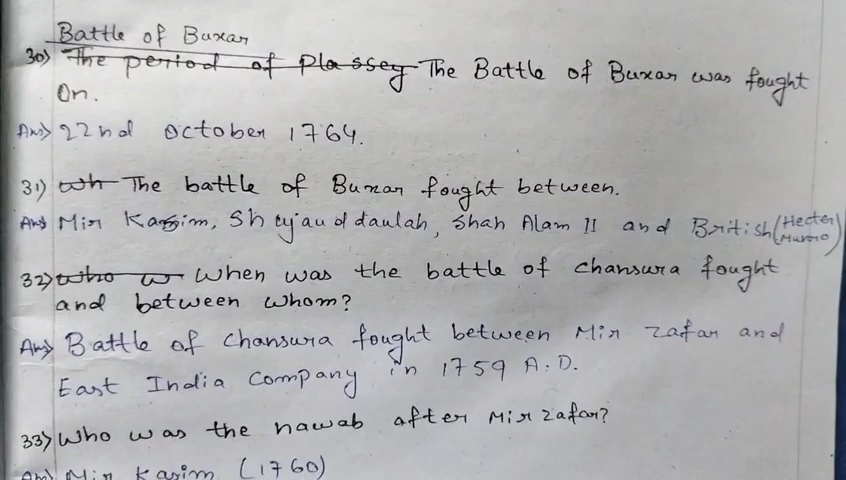 Battle of Buxar
30) The period of Plassey The Battle of Buxar was fought
on.
Ans) 22nd October 1764.
31) Wh The battle of Buxar fought between.
Ans) Mir Kasim, Shujauddaulah, Shah Alam II and British (Hecter Munro)
32) Who w When was the battle of chansura fought
and between whom?
Ans) Battle of chansura fought between Mir Zafar and
East India Company in 1759 A.D.
33) Who was the nawab after Mir zafar?
Ans) Mir Kasim (1760)